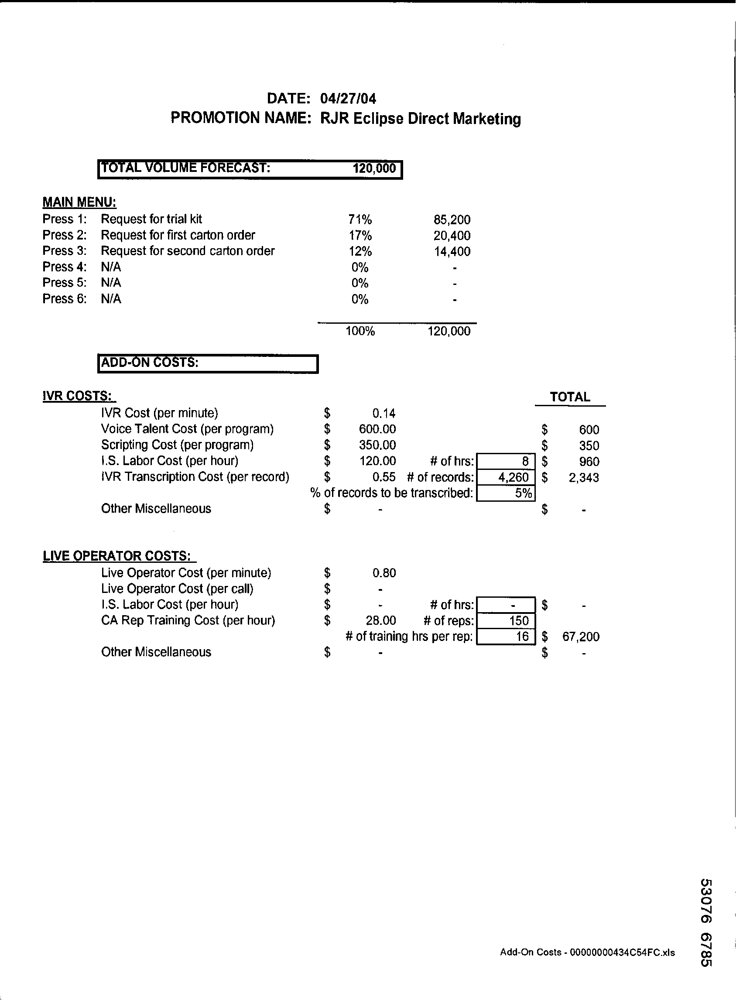 DATE: 04/27/04
PROMOTION NAME: RJR Eclipse Direct Marketing
TOTAL VOLUME FORECAST: 120,000
MAIN MENU:
Press 1: Request for trial kit 71% 85,200
Press 2: Request for first carton order 17% 20,400
Press 3: Request for second carton order 12% 14,400
Press 4: N/A 0% -
Press 5: N/A 0% -
Press 6: N/A 0% -
100% 120,000
ADD-ON COSTS:
IVR COSTS: TOTAL
IVR Cost (per minute) $ 0.14
Voice Talent Cost (per program) $ 600.00 $ 600
Scripting Cost (per program) $ 350.00 $ 350
I.S. Labor Cost (per hour) $ 120.00 # of hrs: 8 $ 960
IVR Transcription Cost (per record) $ 0.55 # of records: 4,260 $ 2,343
% of records to be transcribed: 5%
Other Miscellaneous $ - $ -
LIVE OPERATOR COSTS:
Live Operator Cost (per minute) $ 0.80
Live Operator Cost (per call) $ -
I.S. Labor Cost (per hour) $ - # of hrs: - $ -
CA Rep Training Cost (per hour) $ 28.00 # of reps: 150
# of training hrs per rep: 16 $ 67,200
Other Miscellaneous $ - $ -
Add-On Costs - 00000000434C54FC.xls
53076 6785